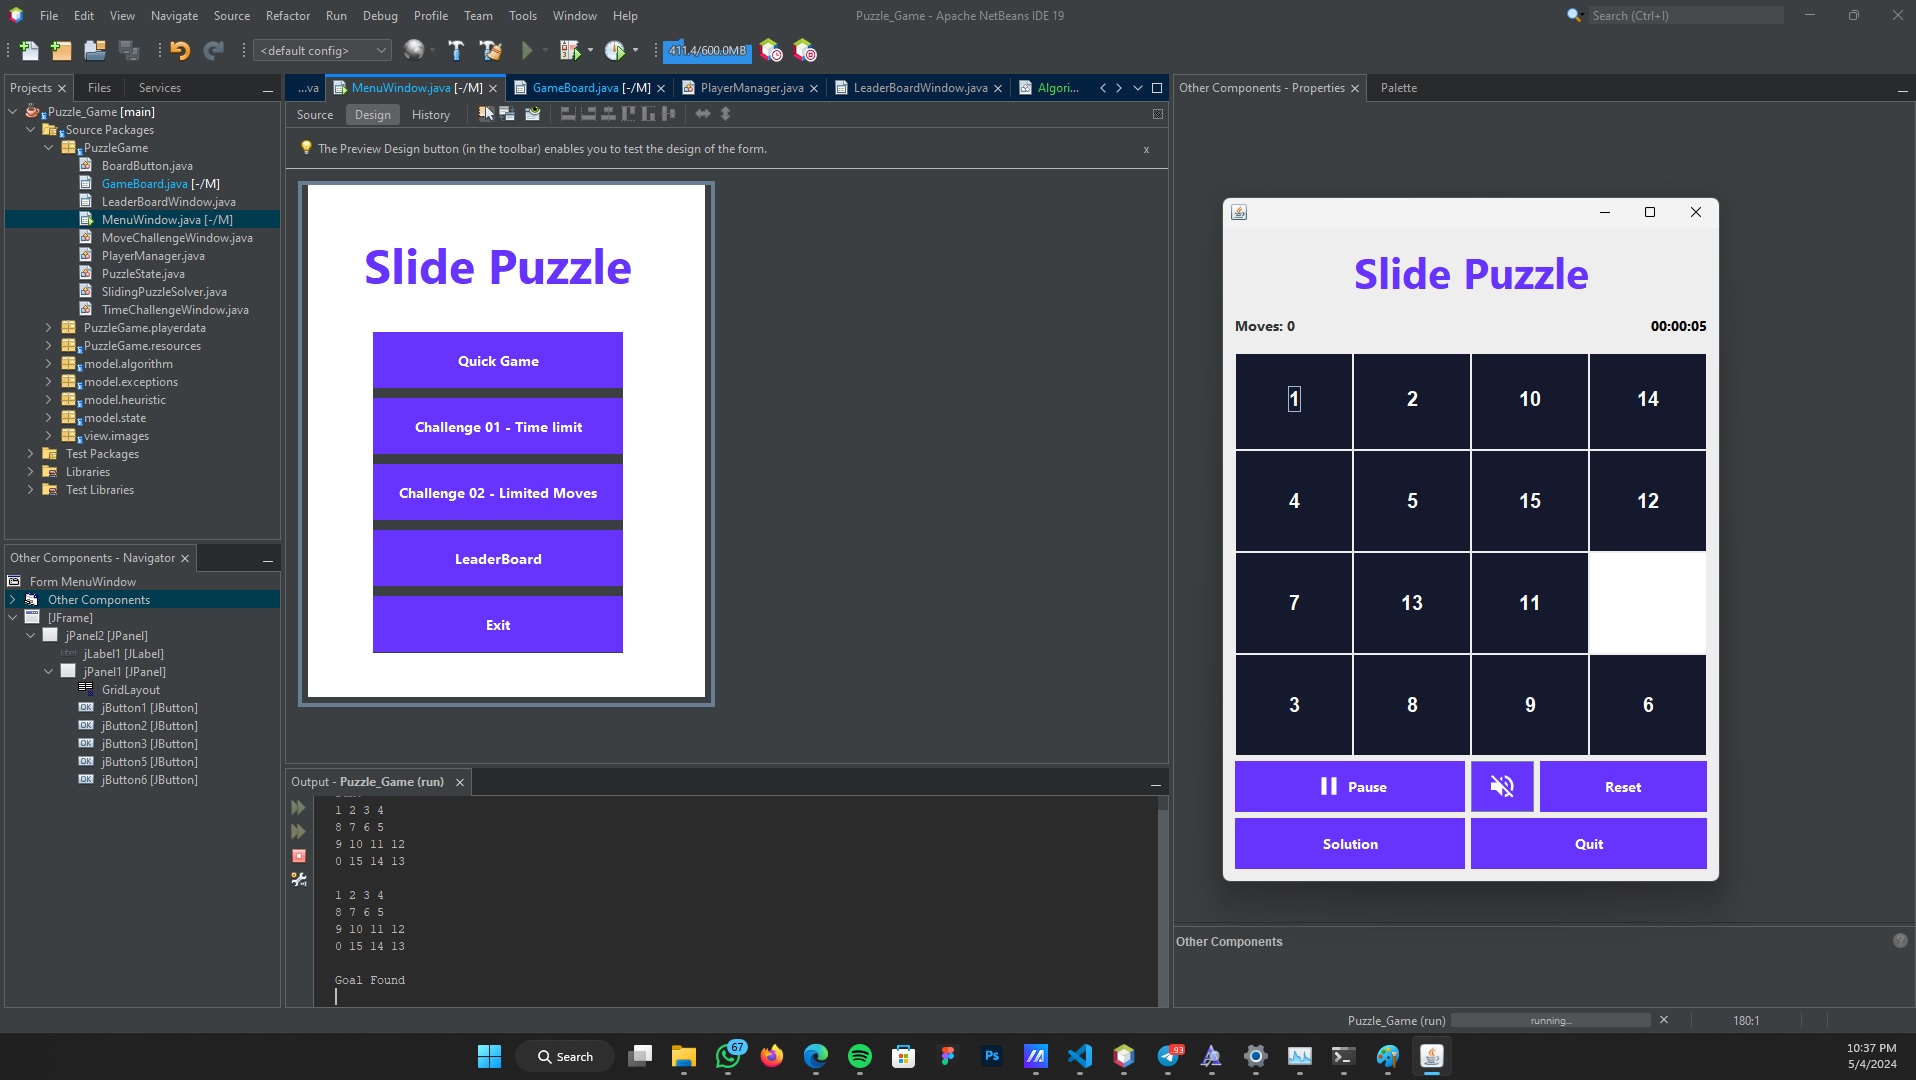 File Edit View Navigate Source Refactor Run Debug Profile Team Tools Window Help
Puzzle_Game - Apache NetBeans IDE 19
Search (Ctrl+I)
<default config>
411.4/600.0MB
Projects Files Services
Puzzle_Game [main]
Source Packages
PuzzleGame
BoardButton.java
GameBoard.java [-/M]
LeaderBoardWindow.java
MenuWindow.java [-/M]
MoveChallengeWindow.java
PlayerManager.java
PuzzleState.java
SlidingPuzzleSolver.java
TimeChallengeWindow.java
PuzzleGame.playerdata
PuzzleGame.resources
model.algorithm
model.exceptions
model.heuristic
model.state
view.images
Test Packages
Libraries
Test Libraries
Other Components - Navigator
Form MenuWindow
Other Components
[JFrame]
jPanel2 [JPanel]
jLabel1 [JLabel]
jPanel1 [JPanel]
GridLayout
jButton1 [JButton]
jButton2 [JButton]
jButton3 [JButton]
jButton5 [JButton]
jButton6 [JButton]
...va MenuWindow.java [-/M] GameBoard.java [-/M] PlayerManager.java LeaderBoardWindow.java Algori...
Source Design History
The Preview Design button (in the toolbar) enables you to test the design of the form.
x
Slide Puzzle
Quick Game
Challenge 01 - Time limit
Challenge 02 - Limited Moves
LeaderBoard
Exit
Output - Puzzle_Game (run)
1 2 3 4
8 7 6 5
9 10 11 12
0 15 14 13
1 2 3 4
8 7 6 5
9 10 11 12
0 15 14 13
Goal Found
Other Components - Properties Palette
Slide Puzzle
Moves: 0 00:00:05
1 2 10 14
4 5 15 12
7 13 11
3 8 9 6
Pause Reset
Solution Quit
Other Components
Puzzle_Game (run) running... 180:1
Search
67
Ps
93
10:37 PM
5/4/2024